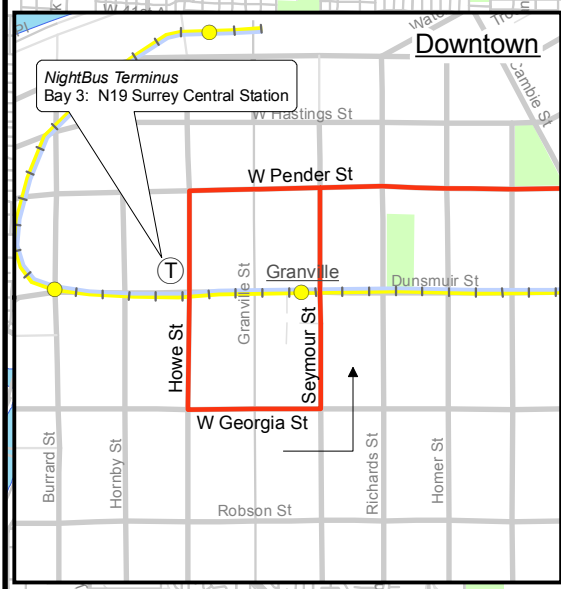 Downtown
Cambie St
NightBus Terminus
Bay 3: N19 Surrey Central Station
W Hastings St
W Pender St
T
Granville
Dunsmuir St
Granville St
Howe St
Seymour St
W Georgia St
Burrard St
Hornby St
Richards St
Homer St
Robson St